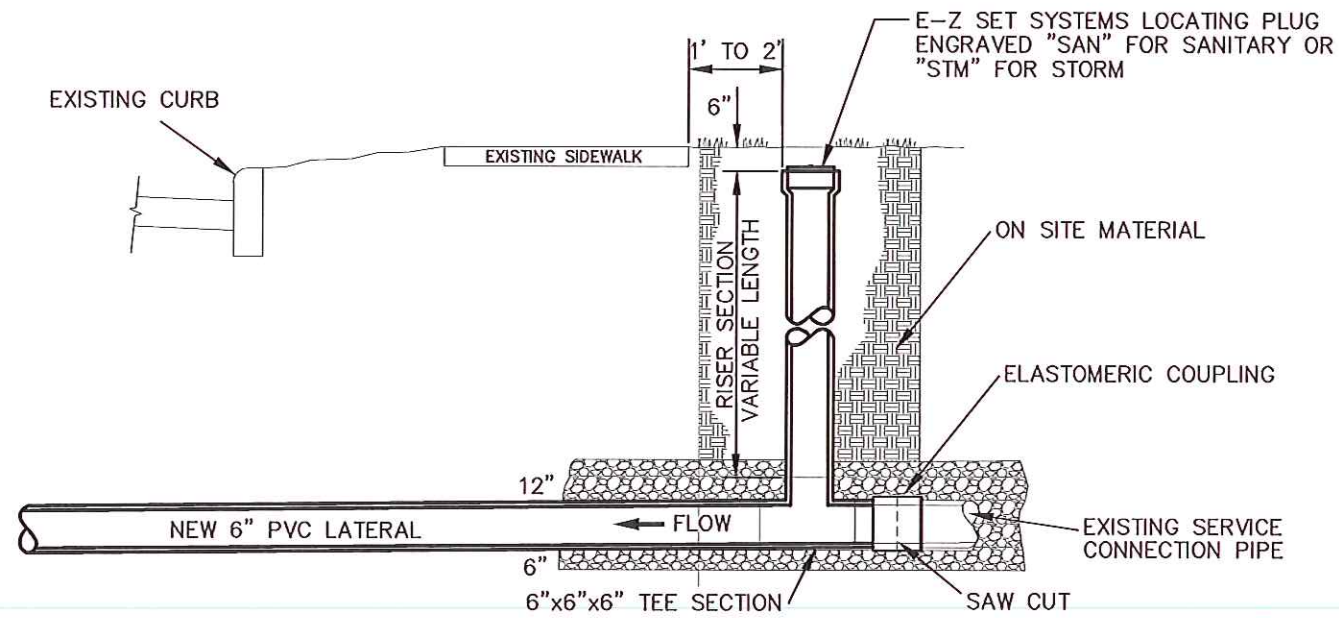 E-Z SET SYSTEMS LOCATING PLUG
ENGRAVED "SAN" FOR SANITARY OR
"STM" FOR STORM
1' TO 2'
6"
EXISTING CURB
EXISTING SIDEWALK
ON SITE MATERIAL
RISER SECTION
VARIABLE LENGTH
ELASTOMERIC COUPLING
12"
NEW 6" PVC LATERAL
FLOW
EXISTING SERVICE
CONNECTION PIPE
6"
6"x6"x6" TEE SECTION
SAW CUT